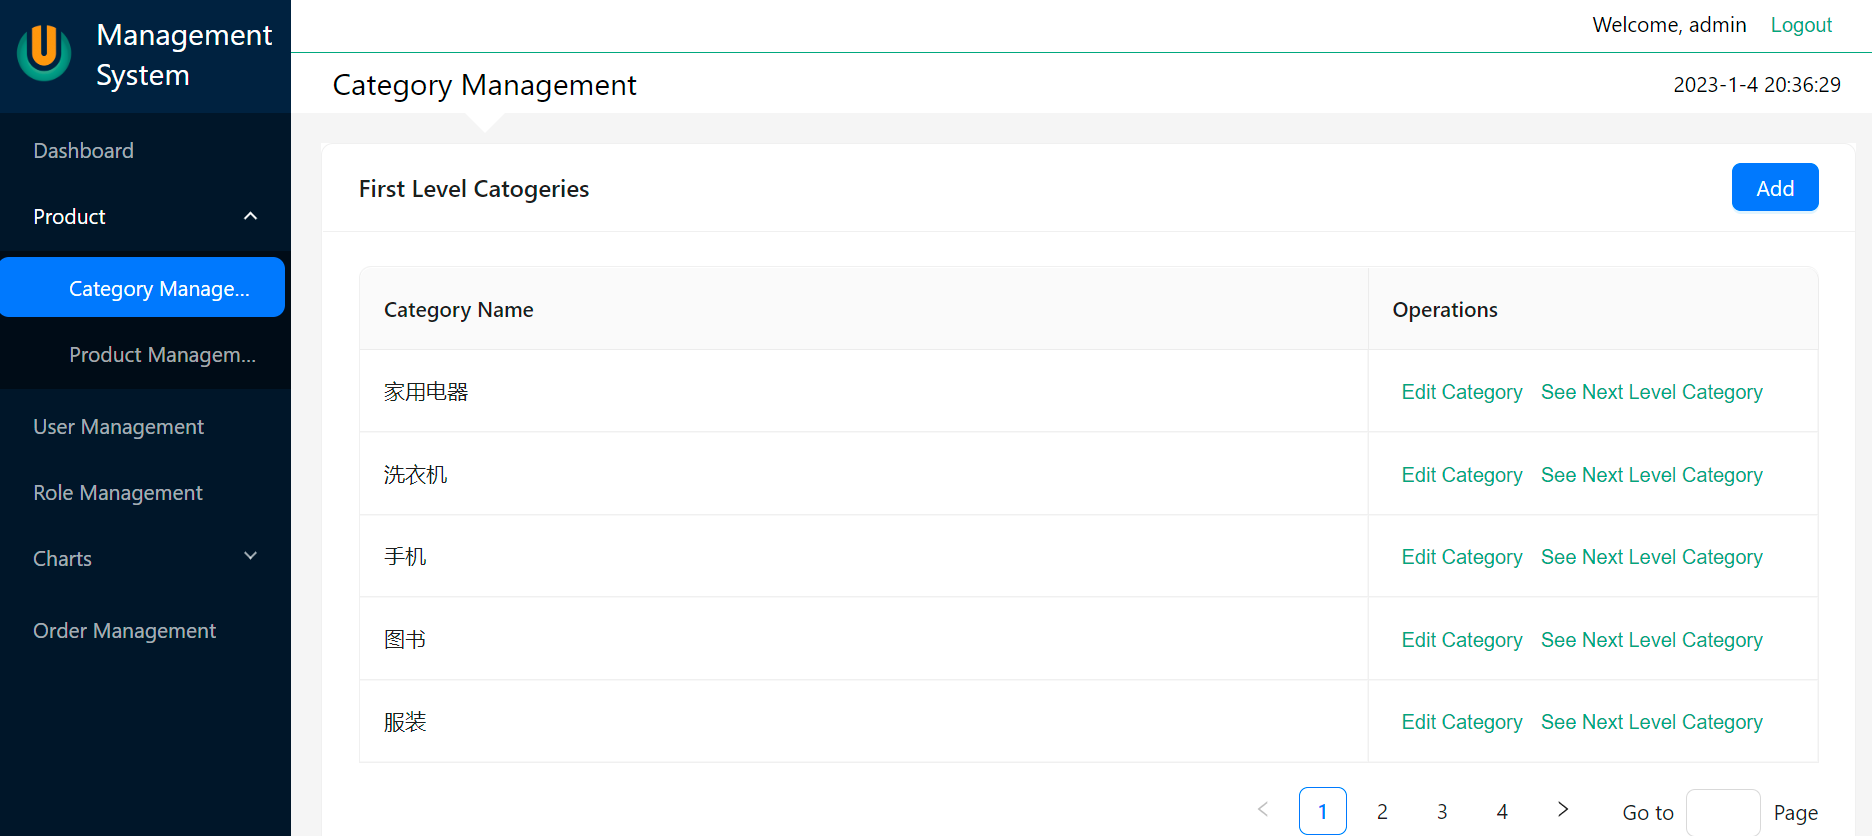 Management
System
Welcome, admin Logout
Category Management
2023-1-4 20:36:29
Dashboard
Product
Category Manage...
Product Managem...
User Management
Role Management
Charts
Order Management
First Level Catogeries
Add
Category Name Operations
家用电器 Edit Category See Next Level Category
洗衣机 Edit Category See Next Level Category
手机 Edit Category See Next Level Category
图书 Edit Category See Next Level Category
服装 Edit Category See Next Level Category
< 1 2 3 4 > Go to Page